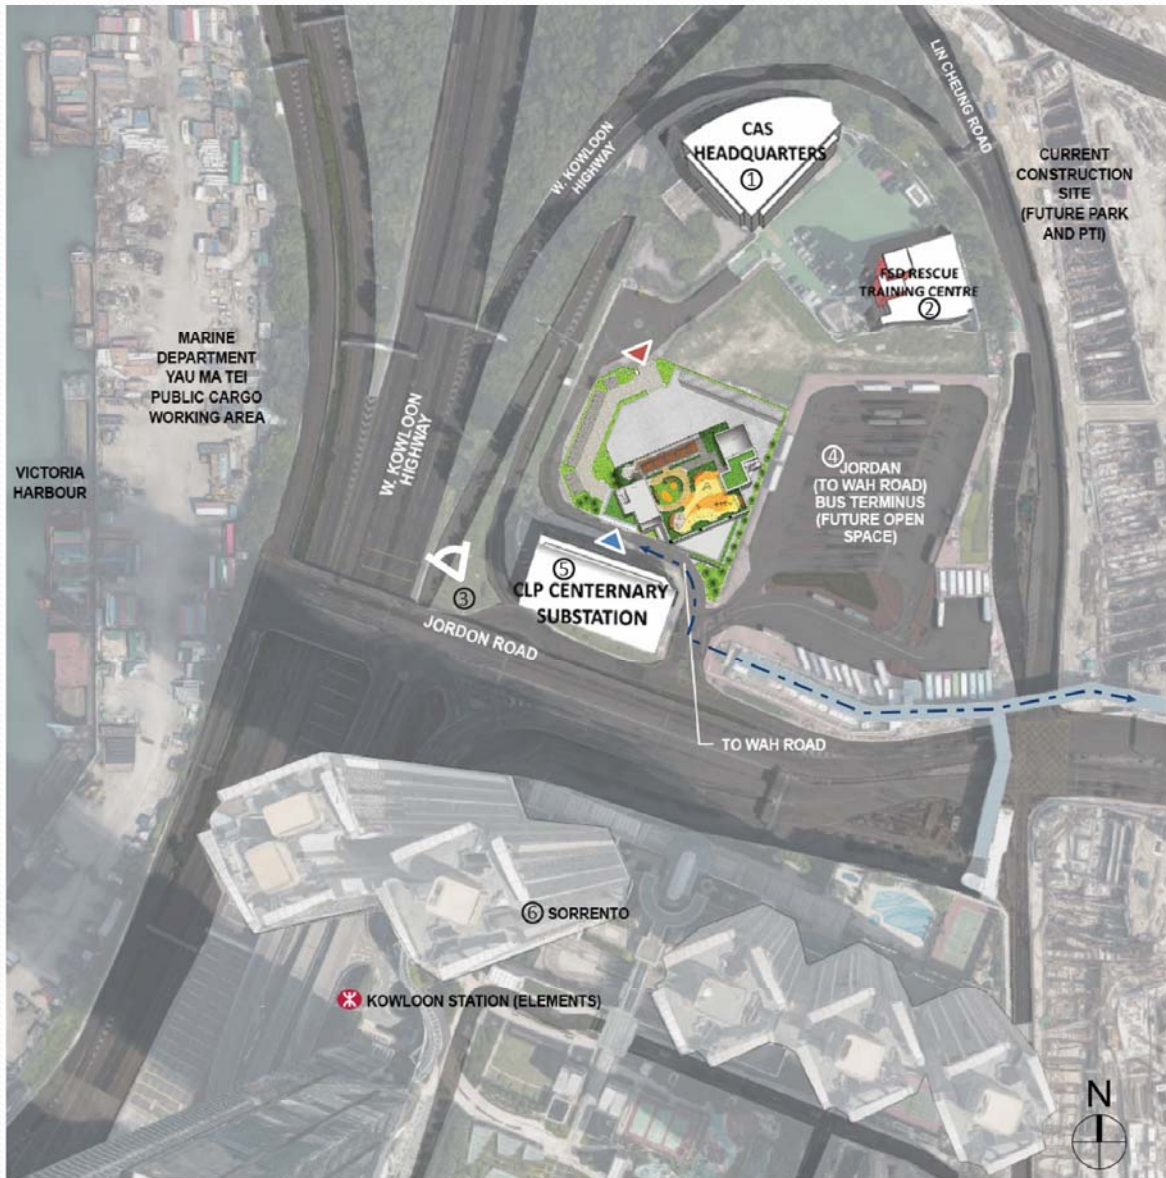 LIN CHEUNG ROAD
CAS
HEADQUARTERS
1
W. KOWLOON
HIGHWAY
CURRENT
CONSTRUCTION
SITE
(FUTURE PARK
AND PTI)
FSD RESCUE
TRAINING CENTRE
2
MARINE
DEPARTMENT
YAU MA TEI
PUBLIC CARGO
WORKING AREA
W. KOWLOON
HIGHWAY
VICTORIA
HARBOUR
4
JORDAN
(TO WAH ROAD)
BUS TERMINUS
(FUTURE OPEN
SPACE)
5
CLP CENTERNARY
SUBSTATION
3
JORDON ROAD
TO WAH ROAD
6 SORRENTO
KOWLOON STATION (ELEMENTS)
N